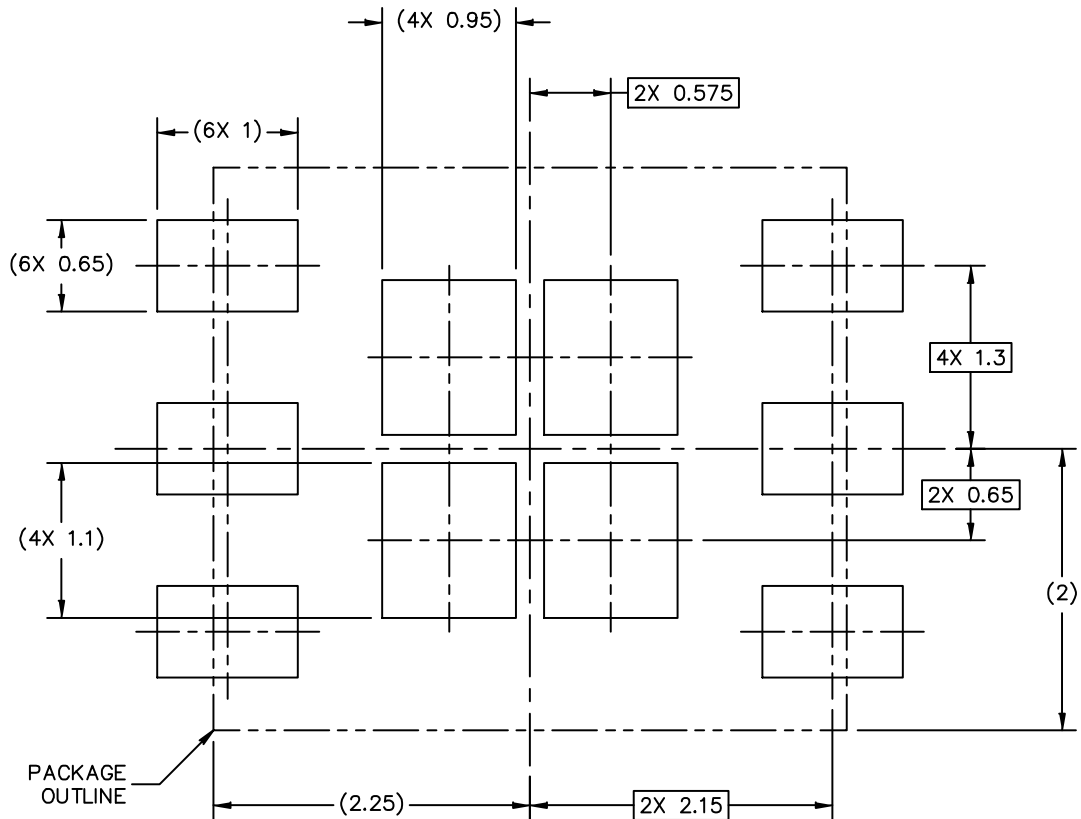 (4X 0.95)
2X 0.575
(6X 1)
(6X 0.65)
4X 1.3
2X 0.65
(4X 1.1)
(2)
PACKAGE
OUTLINE
(2.25)
2X 2.15